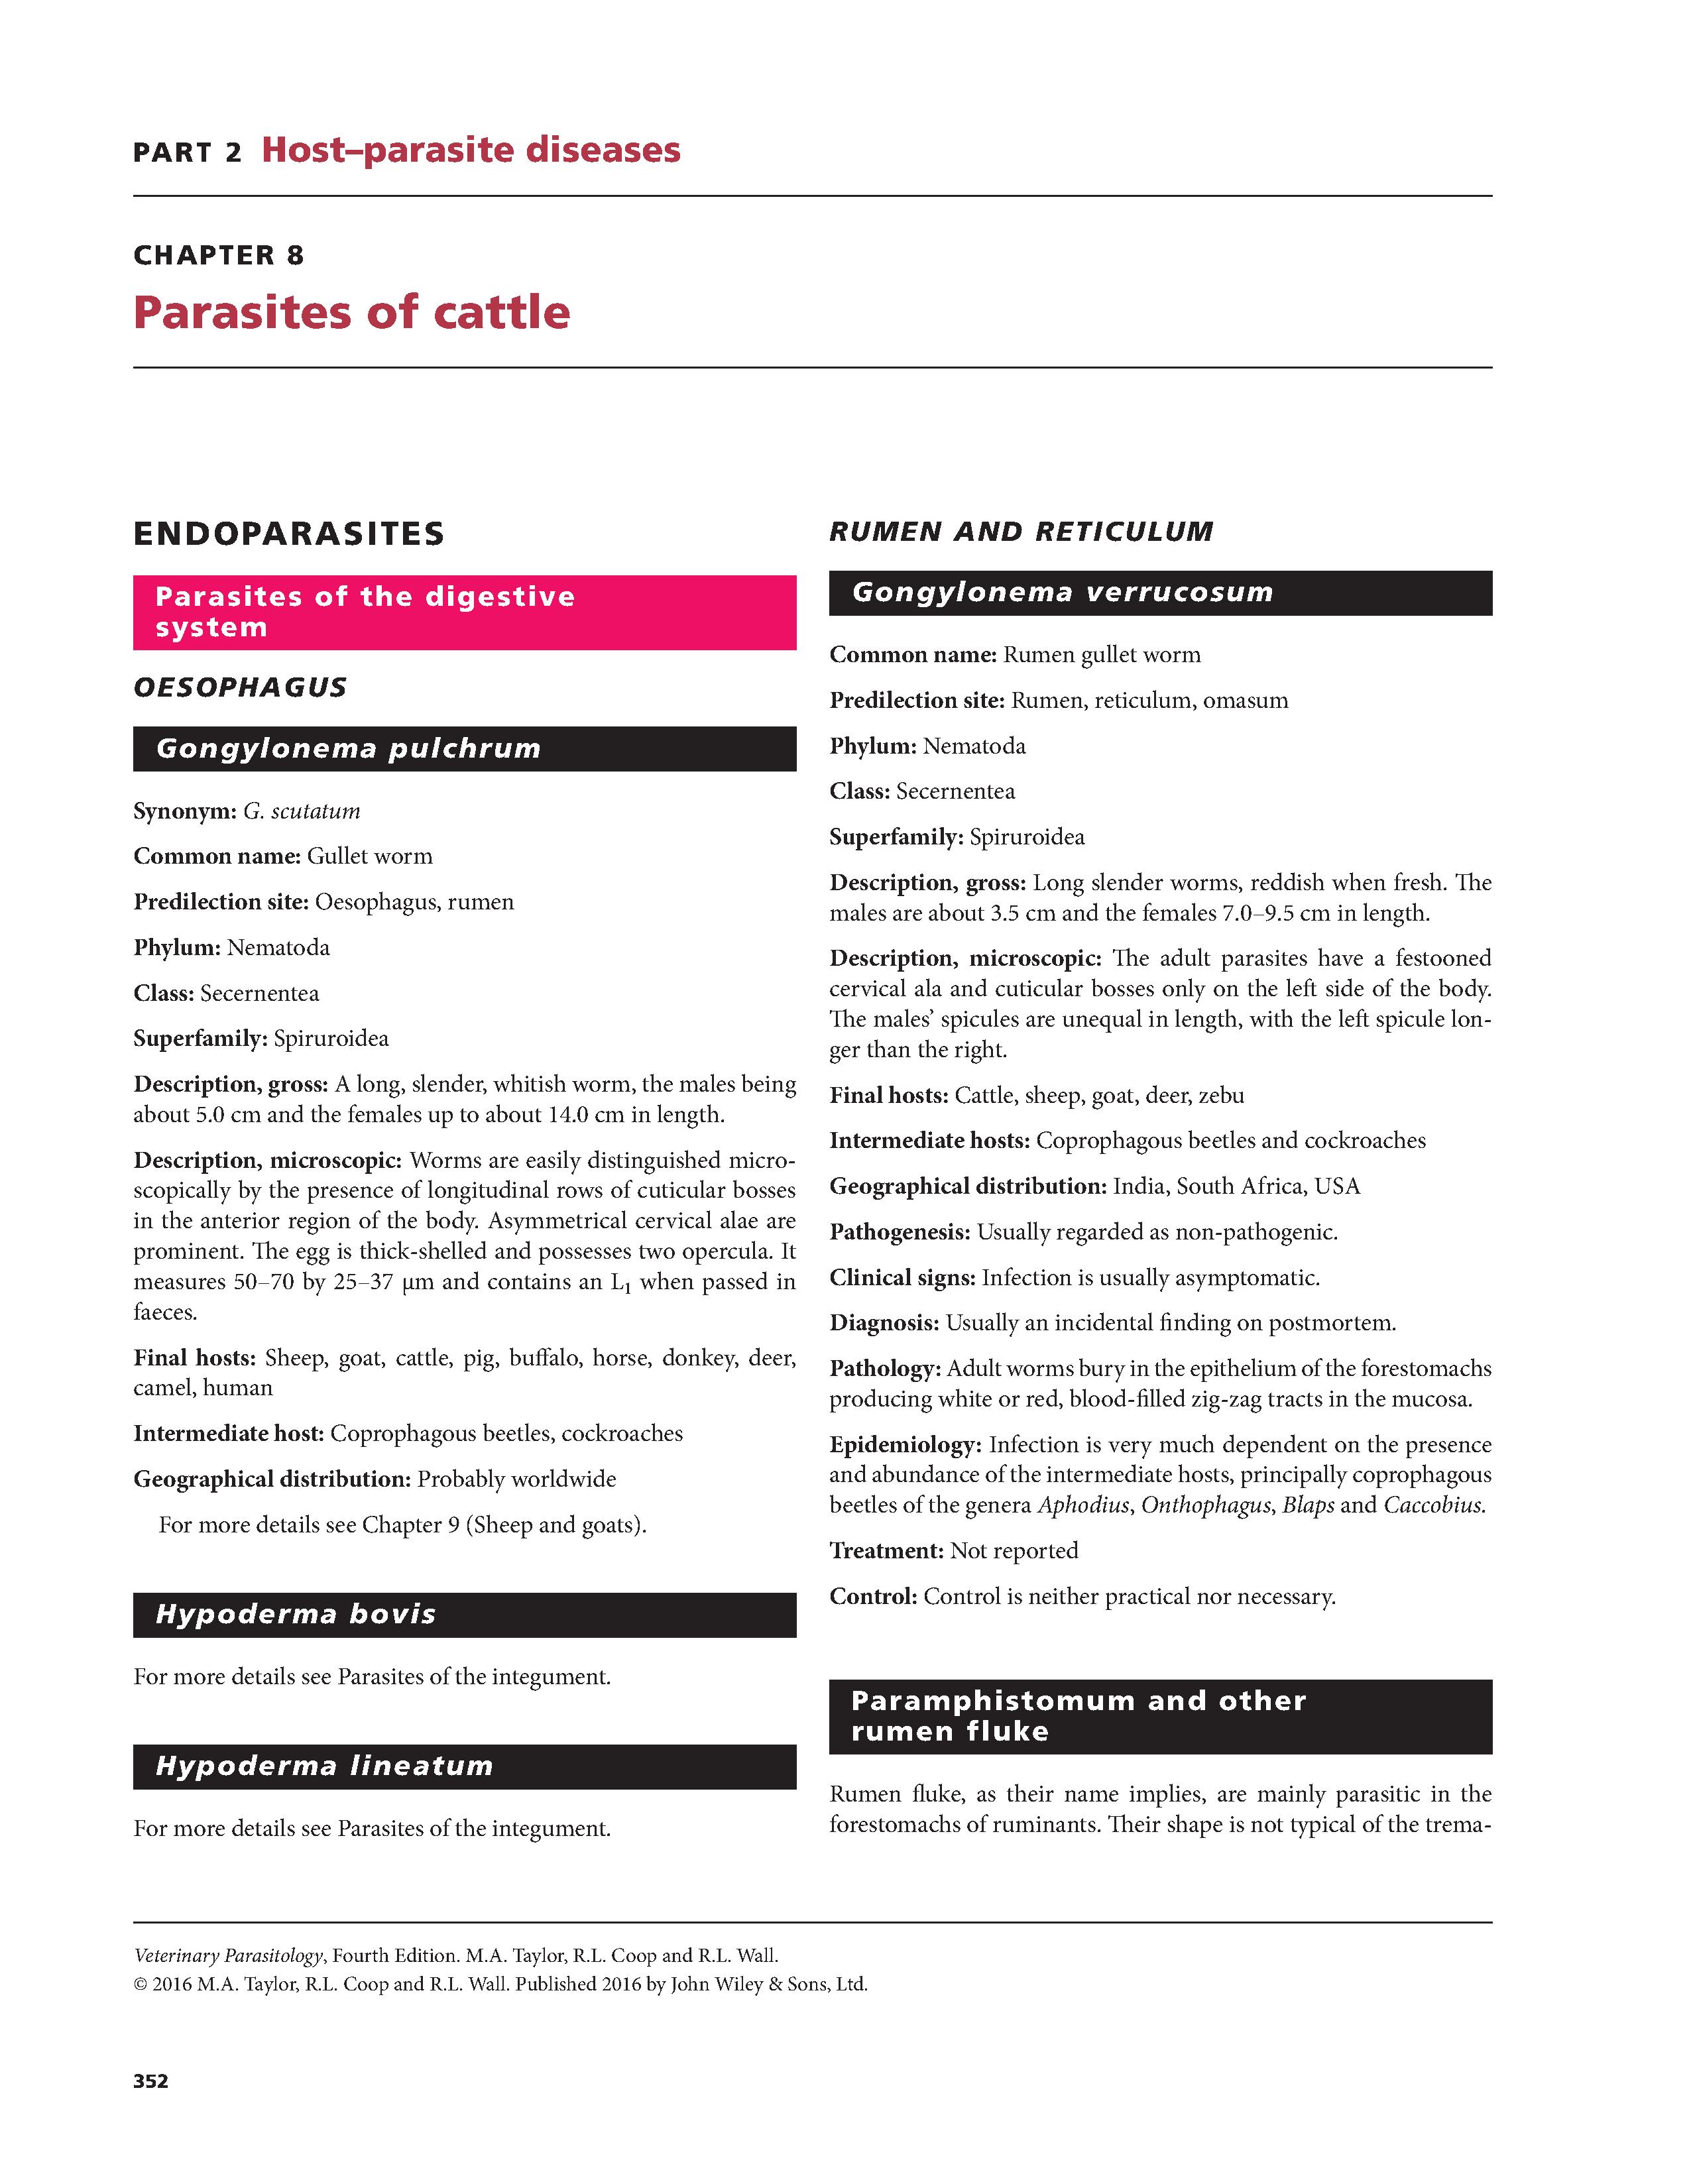 PART 2 Host–parasite diseases
CHAPTER 8
Parasites of cattle
ENDOPARASITES
Parasites of the digestive
system
OESOPHAGUS
Gongylonema pulchrum
Synonym: G. scutatum
Common name: Gullet worm
Predilection site: Oesophagus, rumen
Phylum: Nematoda
Class: Secernentea
Superfamily: Spiruroidea
Description, gross: A long, slender, whitish worm, the males being
about 5.0 cm and the females up to about 14.0 cm in length.
Description, microscopic: Worms are easily distinguished micro-
scopically by the presence of longitudinal rows of cuticular bosses
in the anterior region of the body. Asymmetrical cervical alae are
prominent. The egg is thick-shelled and possesses two opercula. It
measures 50–70 by 25–37 μm and contains an L₁ when passed in
faeces.
Final hosts: Sheep, goat, cattle, pig, buffalo, horse, donkey, deer,
camel, human
Intermediate host: Coprophagous beetles, cockroaches
Geographical distribution: Probably worldwide
For more details see Chapter 9 (Sheep and goats).
Hypoderma bovis
For more details see Parasites of the integument.
Hypoderma lineatum
For more details see Parasites of the integument.
RUMEN AND RETICULUM
Gongylonema verrucosum
Common name: Rumen gullet worm
Predilection site: Rumen, reticulum, omasum
Phylum: Nematoda
Class: Secernentea
Superfamily: Spiruroidea
Description, gross: Long slender worms, reddish when fresh. The
males are about 3.5 cm and the females 7.0–9.5 cm in length.
Description, microscopic: The adult parasites have a festooned
cervical ala and cuticular bosses only on the left side of the body.
The males’ spicules are unequal in length, with the left spicule lon-
ger than the right.
Final hosts: Cattle, sheep, goat, deer, zebu
Intermediate hosts: Coprophagous beetles and cockroaches
Geographical distribution: India, South Africa, USA
Pathogenesis: Usually regarded as non-pathogenic.
Clinical signs: Infection is usually asymptomatic.
Diagnosis: Usually an incidental finding on postmortem.
Pathology: Adult worms bury in the epithelium of the forestomachs
producing white or red, blood-filled zig-zag tracts in the mucosa.
Epidemiology: Infection is very much dependent on the presence
and abundance of the intermediate hosts, principally coprophagous
beetles of the genera Aphodius, Onthophagus, Blaps and Caccobius.
Treatment: Not reported
Control: Control is neither practical nor necessary.
Paramphistomum and other
rumen fluke
Rumen fluke, as their name implies, are mainly parasitic in the
forestomachs of ruminants. Their shape is not typical of the trema-
Veterinary Parasitology, Fourth Edition. M.A. Taylor, R.L. Coop and R.L. Wall.
© 2016 M.A. Taylor, R.L. Coop and R.L. Wall. Published 2016 by John Wiley & Sons, Ltd.
352